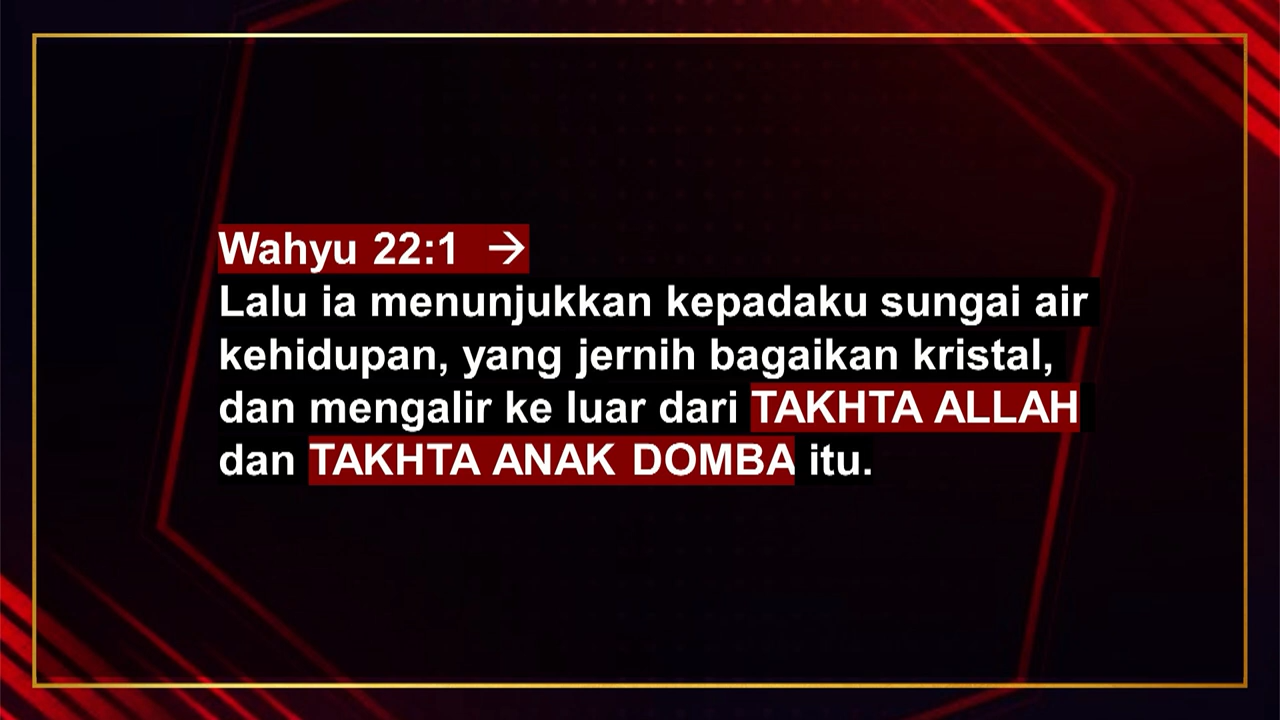 Wahyu 22:1 →
Lalu ia menunjukkan kepadaku sungai air
kehidupan, yang jernih bagaikan kristal,
dan mengalir ke luar dari TAKHTA ALLAH
dan TAKHTA ANAK DOMBA itu.